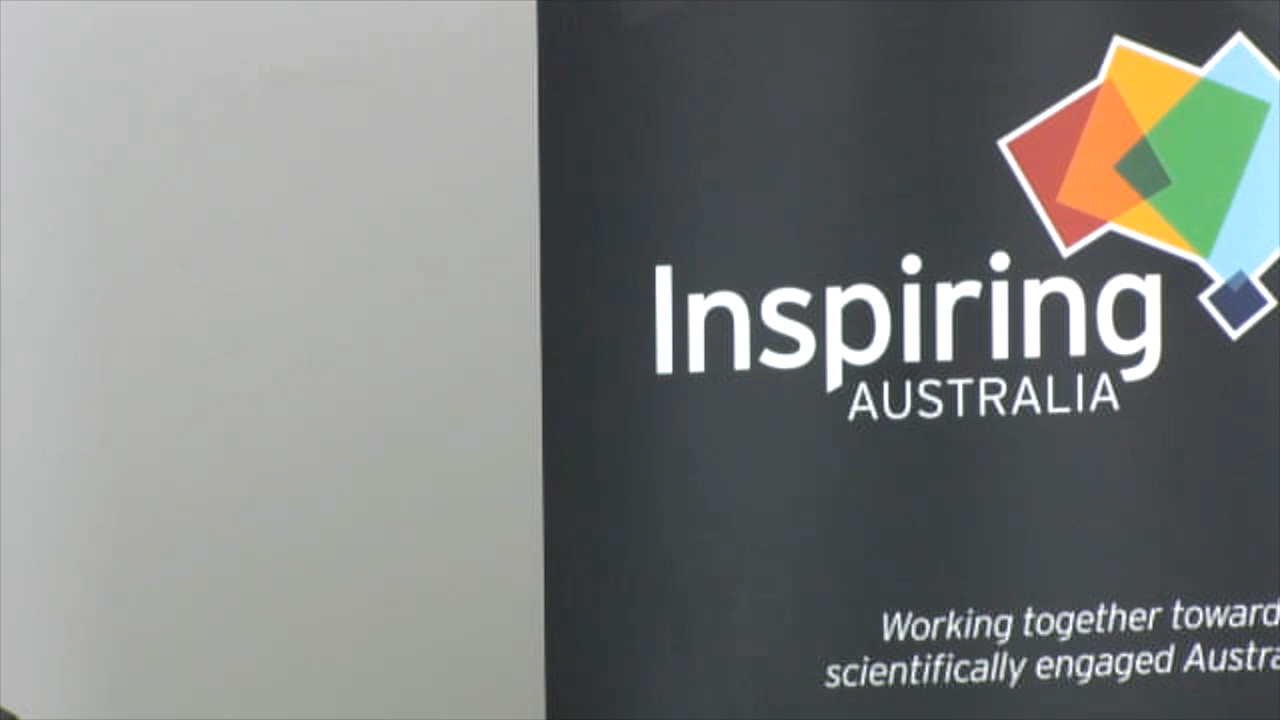 Inspiring
AUSTRALIA
Working together toward
scientifically engaged Austra